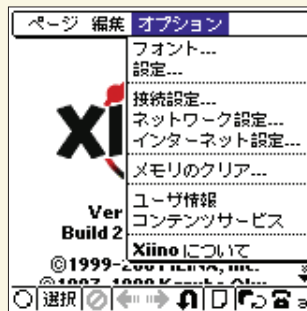 ページ 編集 オプション
フォント...
設定...
接続設定...
ネットワーク設定...
インターネット設定...
メモリのクリア...
ユーザ情報
コンテンツサービス
Xiinoについて
xi
Ver
Build 2
©1999-2001 ILINX, Inc.
選択